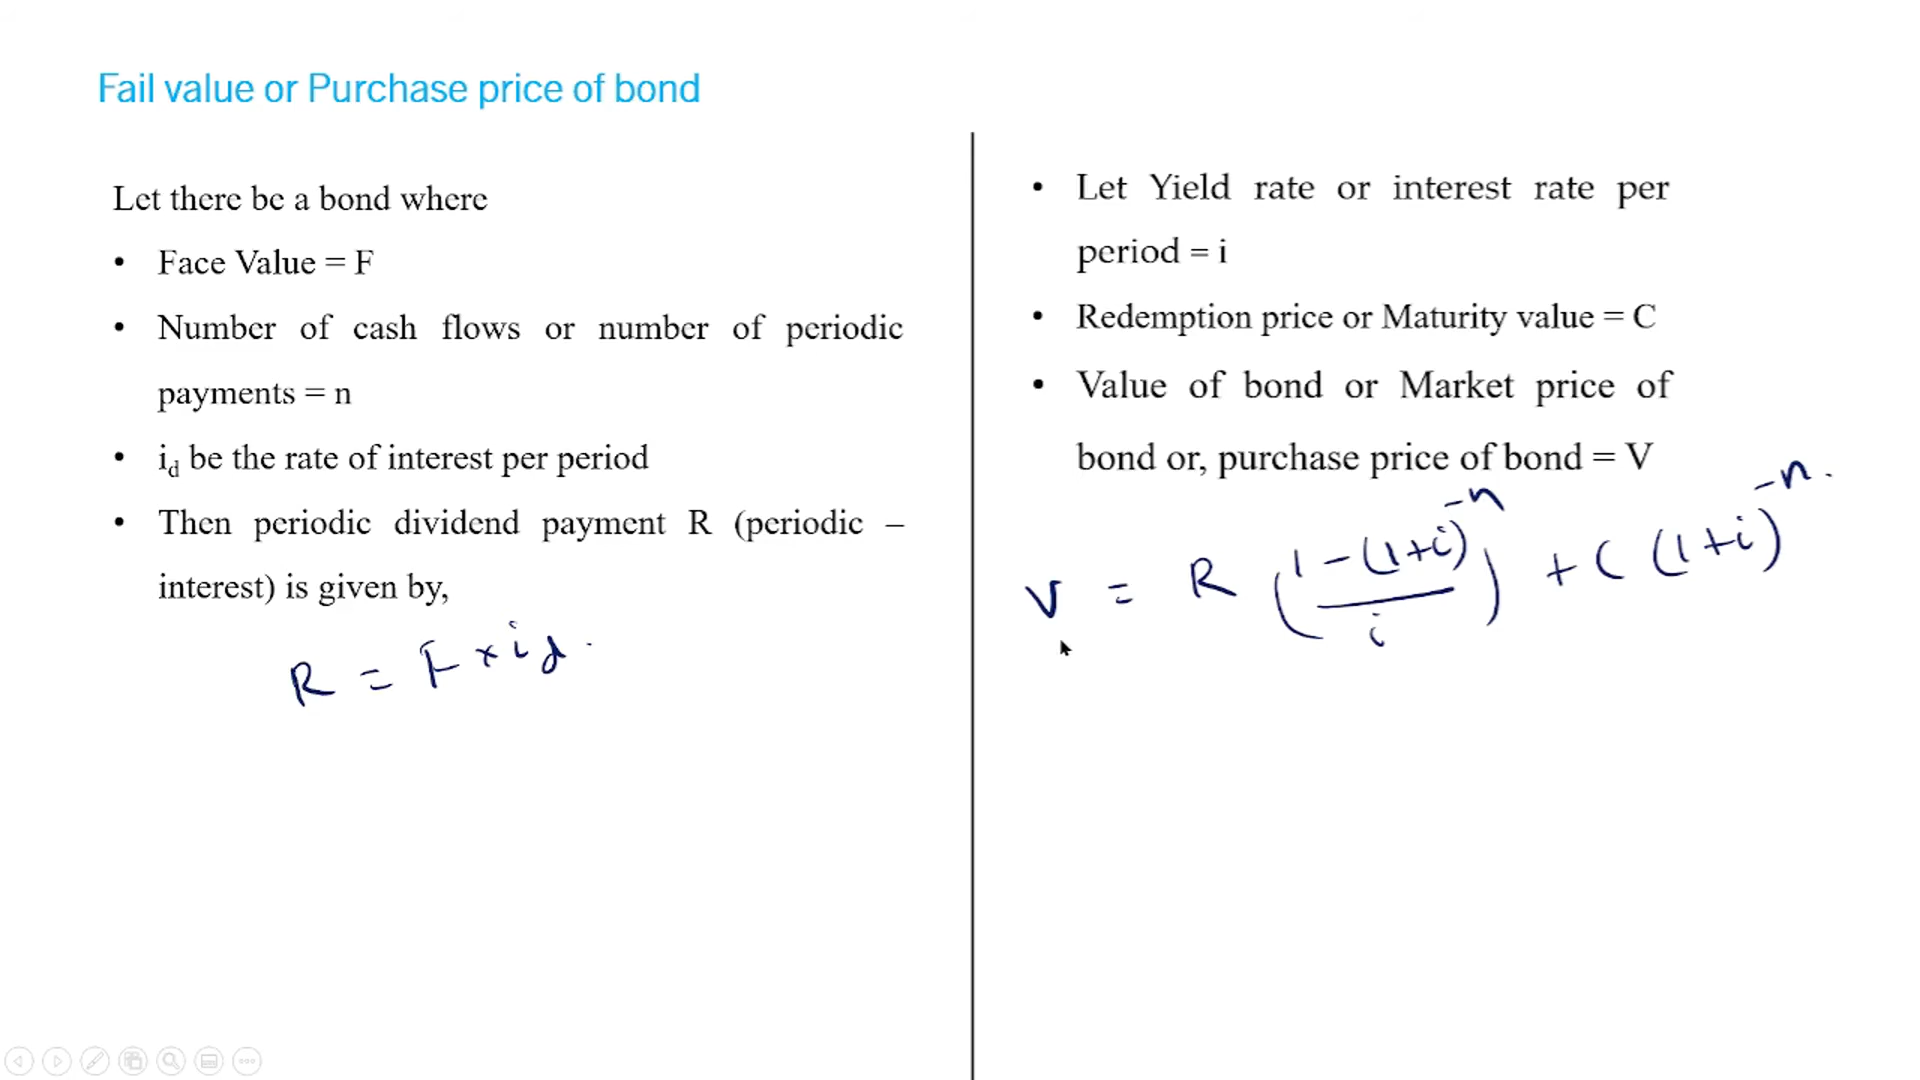 Fail value or Purchase price of bond
Let there be a bond where
• Face Value = F
• Number of cash flows or number of periodic
payments = n
• i_d be the rate of interest per period
• Then periodic dividend payment R (periodic –
interest) is given by,
R = F × i_d.
• Let Yield rate or interest rate per
period = i
• Redemption price or Maturity value = C
• Value of bond or Market price of
bond or, purchase price of bond = V
V = R ((1-(1+i)^-n)/i) + C (1+i)^-n.